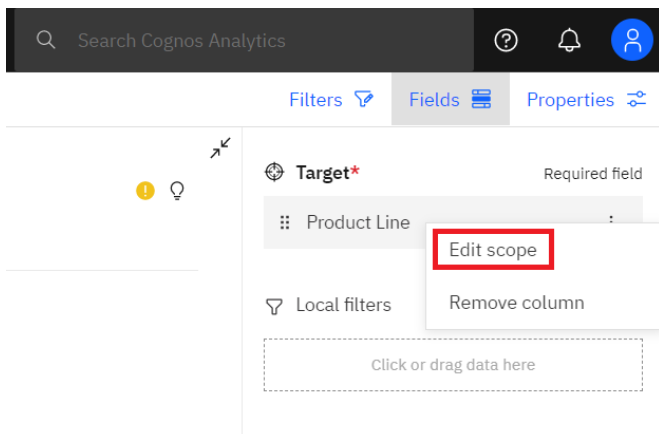 Search Cognos Analytics
Filters Fields Properties
Target* Required field
Product Line
Edit scope
Local filters
Remove column
Click or drag data here